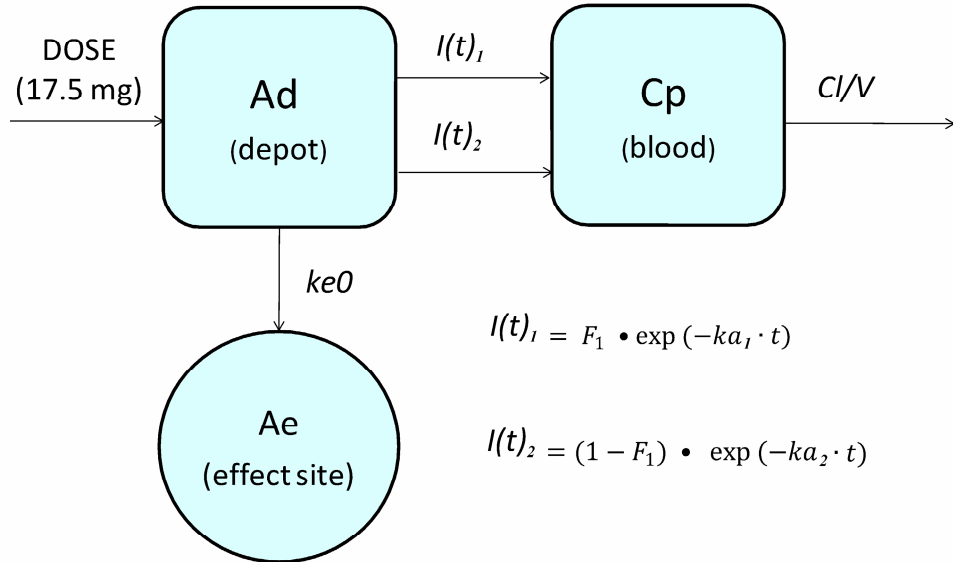 DOSE
(17.5 mg)
Ad
(depot)
I(t)₁
I(t)₂
Cp
(blood)
Cl/V
ke0
Ae
(effect site)
I(t)₁ = F₁ • exp (−ka₁ · t)
I(t)₂ = (1 − F₁) • exp (−ka₂ · t)